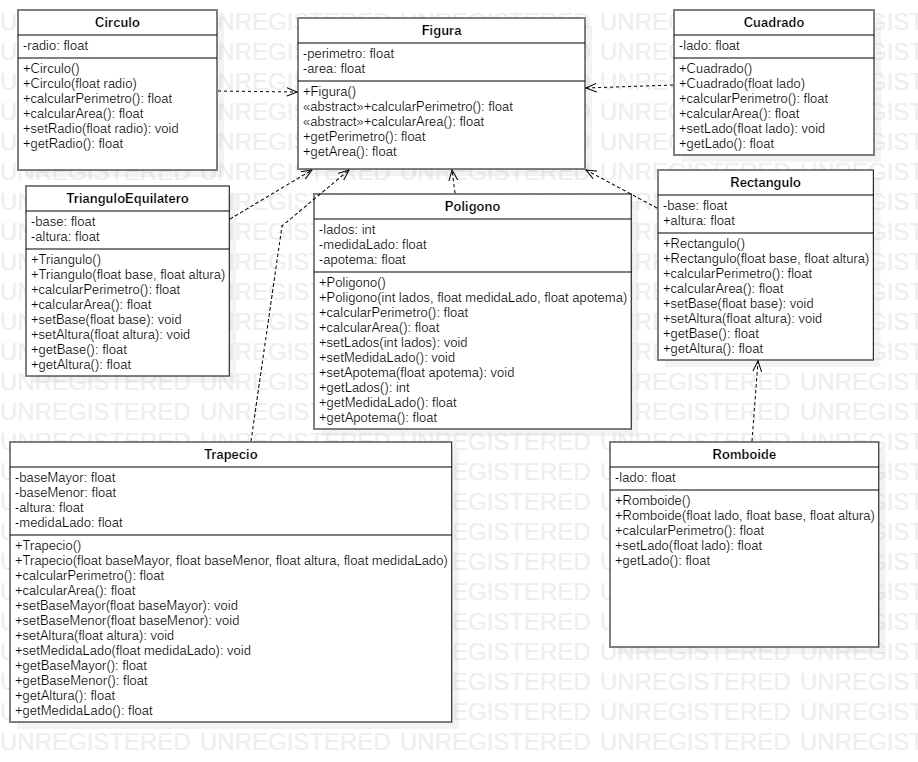 Circulo
-radio: float
+Circulo()
+Circulo(float radio)
+calcularPerimetro(): float
+calcularArea(): float
+setRadio(float radio): void
+getRadio(): float
Figura
-perimetro: float
-area: float
+Figura()
«abstract»+calcularPerimetro(): float
«abstract»+calcularArea(): float
+getPerimetro(): float
+getArea(): float
Cuadrado
-lado: float
+Cuadrado()
+Cuadrado(float lado)
+calcularPerimetro(): float
+calcularArea(): float
+setLado(float lado): void
+getLado(): float
TrianguloEquilatero
-base: float
-altura: float
+Triangulo()
+Triangulo(float base, float altura)
+calcularPerimetro(): float
+calcularArea(): float
+setBase(float base): void
+setAltura(float altura): void
+getBase(): float
+getAltura(): float
Poligono
-lados: int
-medidaLado: float
-apotema: float
+Poligono()
+Poligono(int lados, float medidaLado, float apotema)
+calcularPerimetro(): float
+calcularArea(): float
+setLados(int lados): void
+setMedidaLado(): void
+setApotema(float apotema): void
+getLados(): int
+getMedidaLado(): float
+getApotema(): float
Rectangulo
-base: float
+altura: float
+Rectangulo()
+Rectangulo(float base, float altura)
+calcularPerimetro(): float
+calcularArea(): float
+setBase(float base): void
+setAltura(float altura): void
+getBase(): float
+getAltura(): float
Trapecio
-baseMayor: float
-baseMenor: float
-altura: float
-medidaLado: float
+Trapecio()
+Trapecio(float baseMayor, float baseMenor, float altura, float medidaLado)
+calcularPerimetro(): float
+calcularArea(): float
+setBaseMayor(float baseMayor): void
+setBaseMenor(float baseMenor): void
+setAltura(float altura): void
+setMedidaLado(float medidaLado): void
+getBaseMayor(): float
+getBaseMenor(): float
+getAltura(): float
+getMedidaLado(): float
Romboide
-lado: float
+Romboide()
+Romboide(float lado, float base, float altura)
+calcularPerimetro(): float
+setLado(float lado): float
+getLado(): float
UNREGISTERED UNREGISTERED UNREGISTERED UNREGISTERED UNREGIST